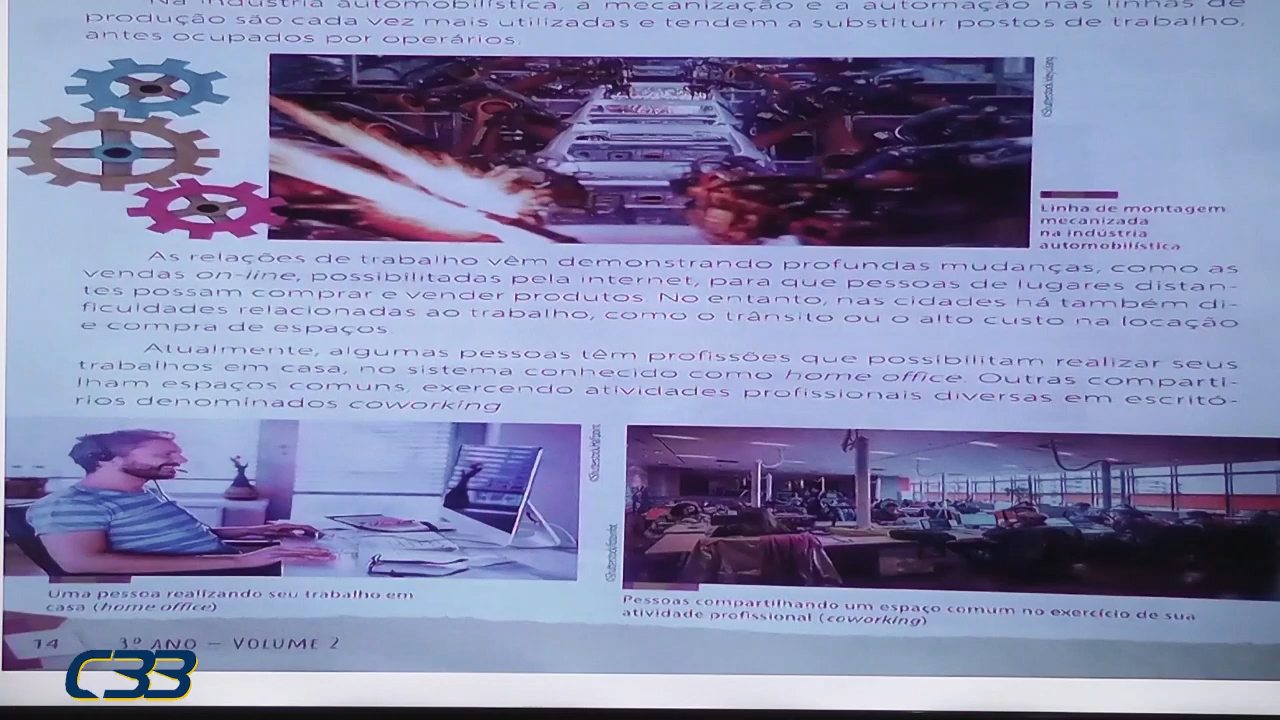 Na indústria automobilística, a mecanização e a automação nas linhas de
produção são cada vez mais utilizadas e tendem a substituir postos de trabalho,
antes ocupados por operários.
Linha de montagem
mecanizada
na indústria
automobilística
As relações de trabalho vêm demonstrando profundas mudanças, como as
vendas on-line, possibilitadas pela internet, para que pessoas de lugares distan-
tes possam comprar e vender produtos. No entanto, nas cidades há também di-
ficuldades relacionadas ao trabalho, como o trânsito ou o alto custo na locação
e compra de espaços.
Atualmente, algumas pessoas têm profissões que possibilitam realizar seus
trabalhos em casa, no sistema conhecido como home office. Outras comparti-
lham espaços comuns, exercendo atividades profissionais diversas em escritó-
rios denominados coworking
Uma pessoa realizando seu trabalho em
casa (home office)
Pessoas compartilhando um espaço comum no exercício de sua
atividade profissional (coworking)
14 3º ANO – VOLUME 2
C33